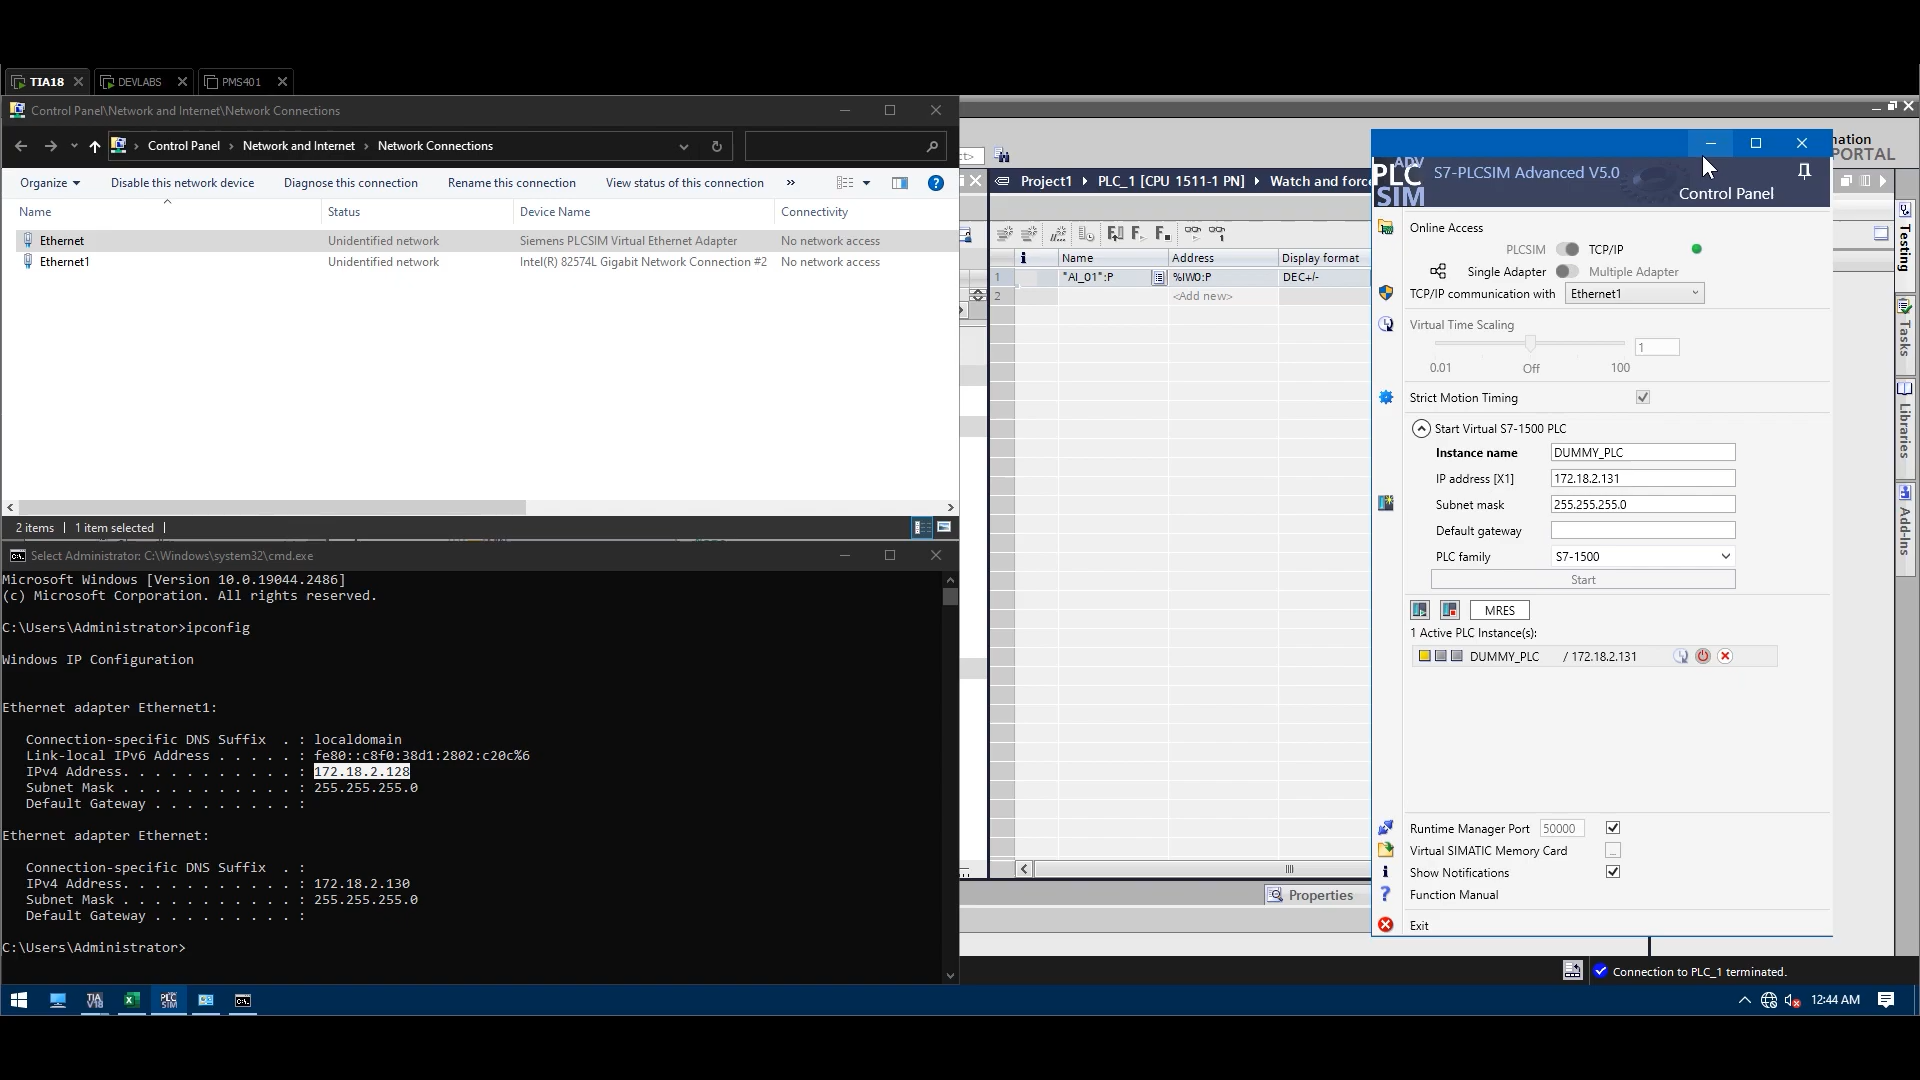 TIA18
DEVLABS
PMS401
Control Panel\Network and Internet\Network Connections
Control Panel > Network and Internet > Network Connections
Organize
Disable this network device
Diagnose this connection
Rename this connection
View status of this connection
»
Name
Status
Device Name
Connectivity
Ethernet
Unidentified network
Siemens PLCSIM Virtual Ethernet Adapter
No network access
Ethernet1
Unidentified network
Intel(R) 82574L Gigabit Network Connection #2
No network access
2 items
1 item selected
Select Administrator: C:\Windows\system32\cmd.exe
Microsoft Windows [Version 10.0.19044.2486]
(c) Microsoft Corporation. All rights reserved.
C:\Users\Administrator>ipconfig
Windows IP Configuration
Ethernet adapter Ethernet1:
Connection-specific DNS Suffix  . : localdomain
Link-local IPv6 Address . . . . . : fe80::c8f0:38d1:2802:c20c%6
IPv4 Address. . . . . . . . . . . : 172.18.2.128
Subnet Mask . . . . . . . . . . . : 255.255.255.0
Default Gateway . . . . . . . . . :
Ethernet adapter Ethernet:
Connection-specific DNS Suffix  . :
IPv4 Address. . . . . . . . . . . : 172.18.2.130
Subnet Mask . . . . . . . . . . . : 255.255.255.0
Default Gateway . . . . . . . . . :
C:\Users\Administrator>
PORTAL
Project1
PLC_1 [CPU 1511-1 PN]
Watch and force
i
Name
Address
Display format
1
"AI_01":P
%IW0:P
DEC+/-
2
<Add new>
Properties
Testing
Tasks
Libraries
Add-Ins
ADV
PLC
SIM
S7-PLCSIM Advanced V5.0
Control Panel
Online Access
PLCSIM
TCP/IP
Single Adapter
Multiple Adapter
TCP/IP communication with
Ethernet1
Virtual Time Scaling
1
0.01
Off
100
Strict Motion Timing
Start Virtual S7-1500 PLC
Instance name
DUMMY_PLC
IP address [X1]
172.18.2.131
Subnet mask
255.255.255.0
Default gateway
PLC family
S7-1500
Start
MRES
1 Active PLC Instance(s):
DUMMY_PLC
/ 172.18.2.131
Runtime Manager Port
50000
Virtual SIMATIC Memory Card
...
Show Notifications
Function Manual
Exit
Connection to PLC_1 terminated.
TIA
V18
PLC
SIM
12:44 AM